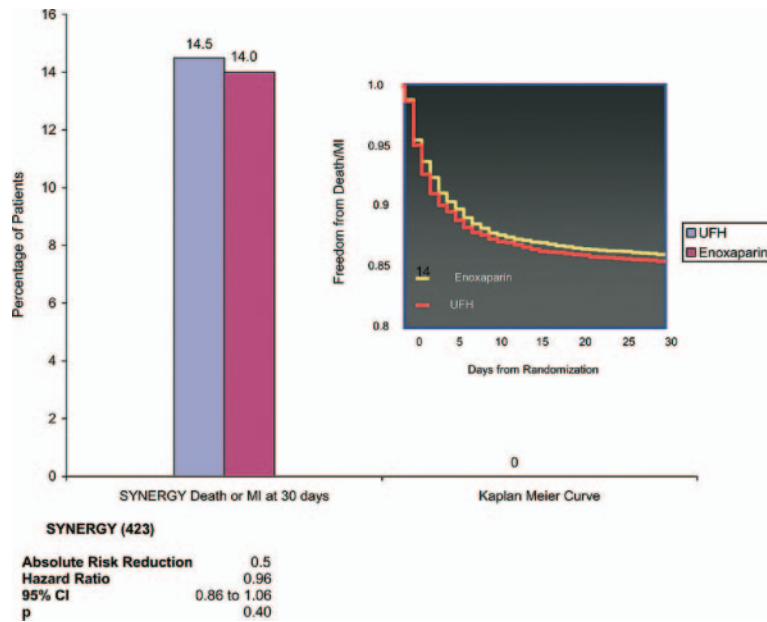 16
14.5
14
14.0
12
10
8
6
4
2
0
Percentage of Patients
1.0
0.95
0.9
0.85
0.8
Freedom from Death/MI
14
Enoxaparin
UFH
0 5 10 15 20 25 30
Days from Randomization
UFH
Enoxaparin
0
SYNERGY Death or MI at 30 days
Kaplan Meier Curve
SYNERGY (423)
Absolute Risk Reduction 0.5
Hazard Ratio 0.96
95% CI 0.86 to 1.06
p 0.40